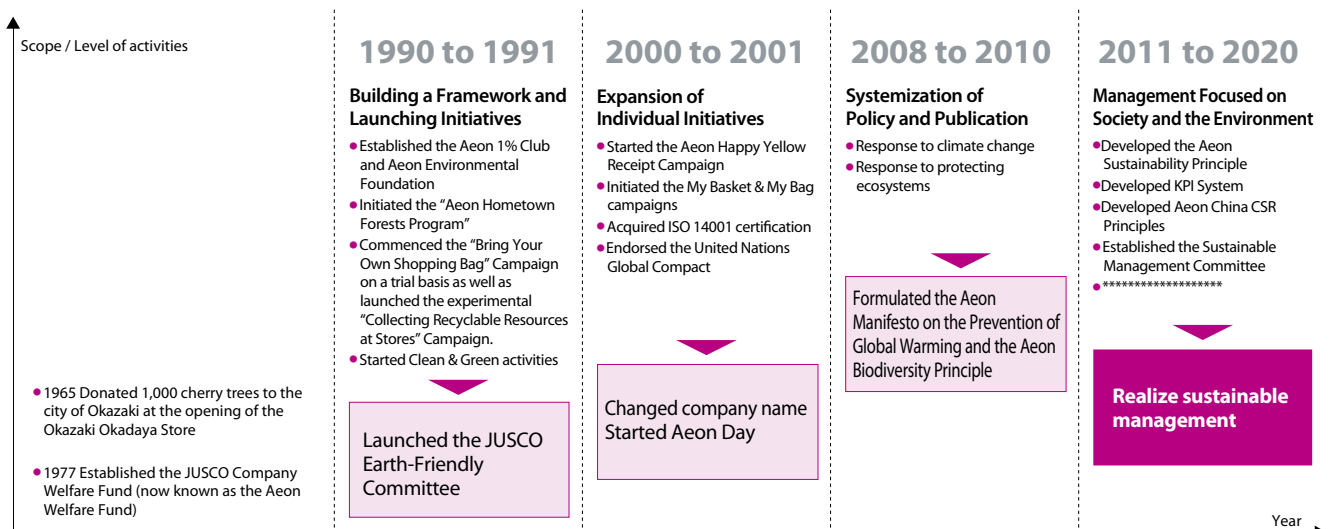 Scope / Level of activities
● 1965 Donated 1,000 cherry trees to the
city of Okazaki at the opening of the
Okazaki Okadaya Store
● 1977 Established the JUSCO Company
Welfare Fund (now known as the Aeon
Welfare Fund)
1990 to 1991
Building a Framework and
Launching Initiatives
● Established the Aeon 1% Club
and Aeon Environmental
Foundation
● Initiated the “Aeon Hometown
Forests Program”
● Commenced the “Bring Your
Own Shopping Bag” Campaign
on a trial basis as well as
launched the experimental
“Collecting Recyclable Resources
at Stores” Campaign.
● Started Clean & Green activities
Launched the JUSCO
Earth-Friendly
Committee
2000 to 2001
Expansion of
Individual Initiatives
● Started the Aeon Happy Yellow
Receipt Campaign
● Initiated the My Basket & My Bag
campaigns
● Acquired ISO 14001 certification
● Endorsed the United Nations
Global Compact
Changed company name
Started Aeon Day
2008 to 2010
Systemization of
Policy and Publication
● Response to climate change
● Response to protecting
ecosystems
Formulated the Aeon
Manifesto on the Prevention of
Global Warming and the Aeon
Biodiversity Principle
2011 to 2020
Management Focused on
Society and the Environment
● Developed the Aeon
Sustainability Principle
● Developed KPI System
● Developed Aeon China CSR
Principles
● Established the Sustainable
Management Committee
● *******************
Realize sustainable
management
Year